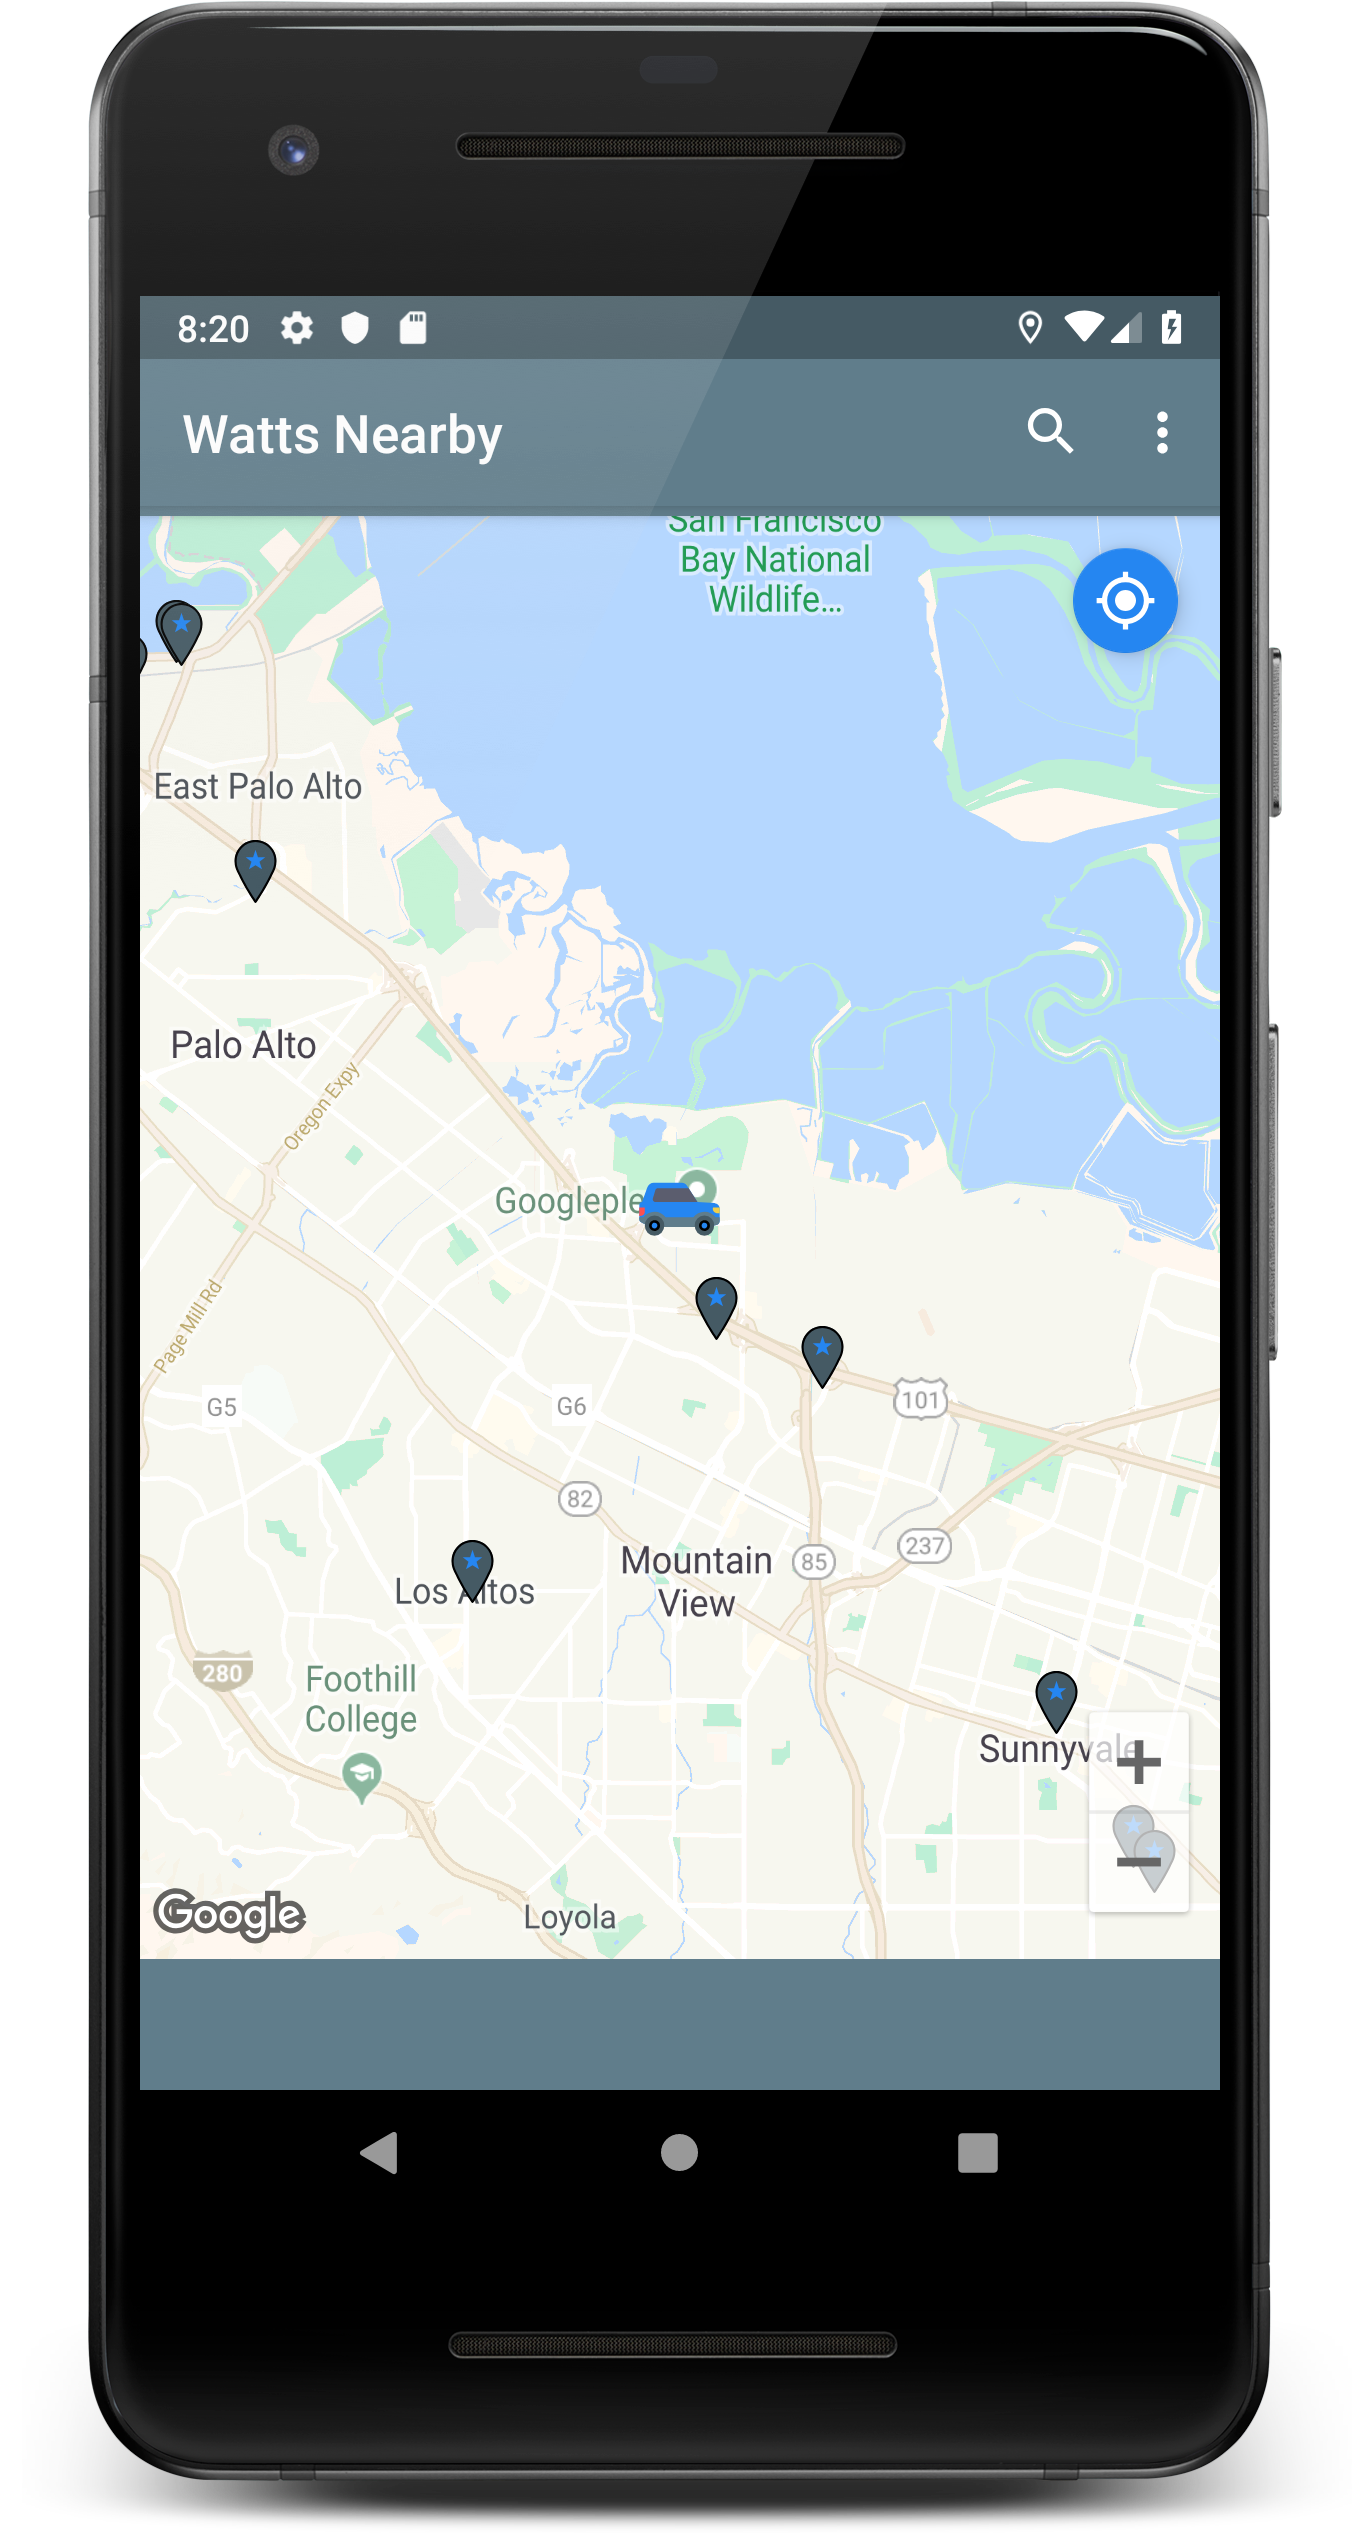 8:20
Watts Nearby
San Francisco
Bay National
Wildlife...
East Palo Alto
Palo Alto
Oregon Expy
Googleple
Page Mill Rd
G5
G6
101
82
237
85
Mountain
View
Los Altos
280
Foothill
College
Sunnyvale
Loyola
Google